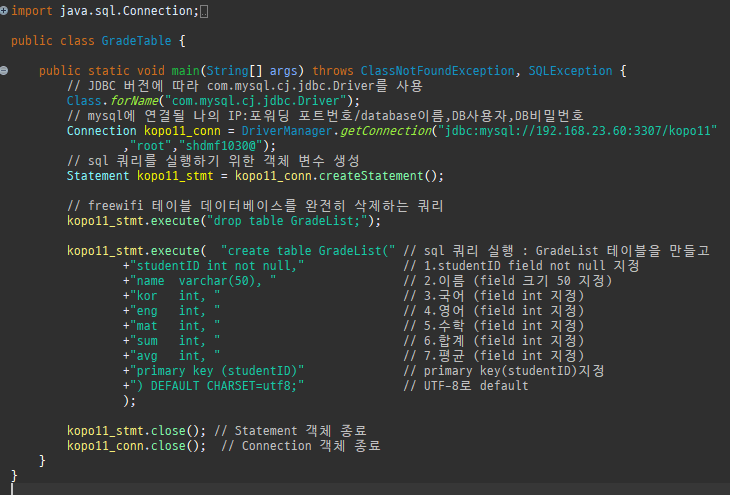 import java.sql.Connection;
public class GradeTable {
public static void main(String[] args) throws ClassNotFoundException, SQLException {
// JDBC 버젼에 따라 com.mysql.cj.jdbc.Driver를 사용
Class.forName("com.mysql.cj.jdbc.Driver");
// mysql에 연결될 나의 IP:포워딩 포트번호/database이름,DB사용자,DB비밀번호
Connection kopo11_conn = DriverManager.getConnection("jdbc:mysql://192.168.23.60:3307/kopo11"
,"root","shdmf1030@");
// sql 쿼리를 실행하기 위한 객체 변수 생성
Statement kopo11_stmt = kopo11_conn.createStatement();
// freewifi 테이블 데이터베이스를 완전히 삭제하는 쿼리
kopo11_stmt.execute("drop table GradeList;");
kopo11_stmt.execute(  "create table GradeList(" // sql 쿼리 실행 : GradeList 테이블을 만들고
+"studentID int not null," // 1.studentID field not null 지정
+"name  varchar(50), " // 2.이름 (field 크기 50 지정)
+"kor   int, " // 3.국어 (field int 지정)
+"eng   int, " // 4.영어 (field int 지정)
+"mat   int, " // 5.수학 (field int 지정)
+"sum   int, " // 6.합계 (field int 지정)
+"avg   int, " // 7.평균 (field int 지정)
+"primary key (studentID)" // primary key(studentID)지정
+") DEFAULT CHARSET=utf8;" // UTF-8로 default
);
kopo11_stmt.close(); // Statement 객체 종료
kopo11_conn.close();  // Connection 객체 종료
}
}